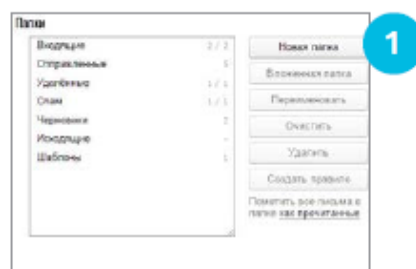 Папки
Входящие 2 / 2
Отправленные 5
Удалённые 1 / 1
Спам 1 / 1
Черновики 2
Исходящие -
Шаблоны 1
Новая папка
Вложенная папка
Переименовать
Очистить
Удалить
Создать правило
Пометить все письма в
папке как прочитанные
1